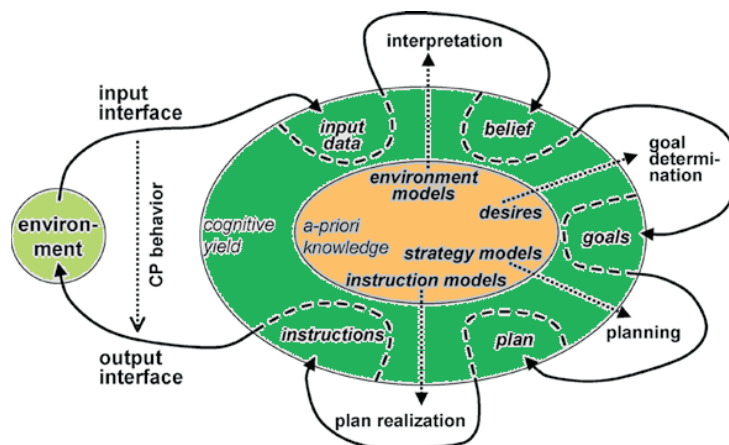 interpretation
input
interface
input
data
belief
goal
determi-
nation
environment
models
desires
environ-
ment
CP behavior
cognitive
yield
a-priori
knowledge
goals
strategy models
instruction models
instructions
plan
planning
output
interface
plan realization